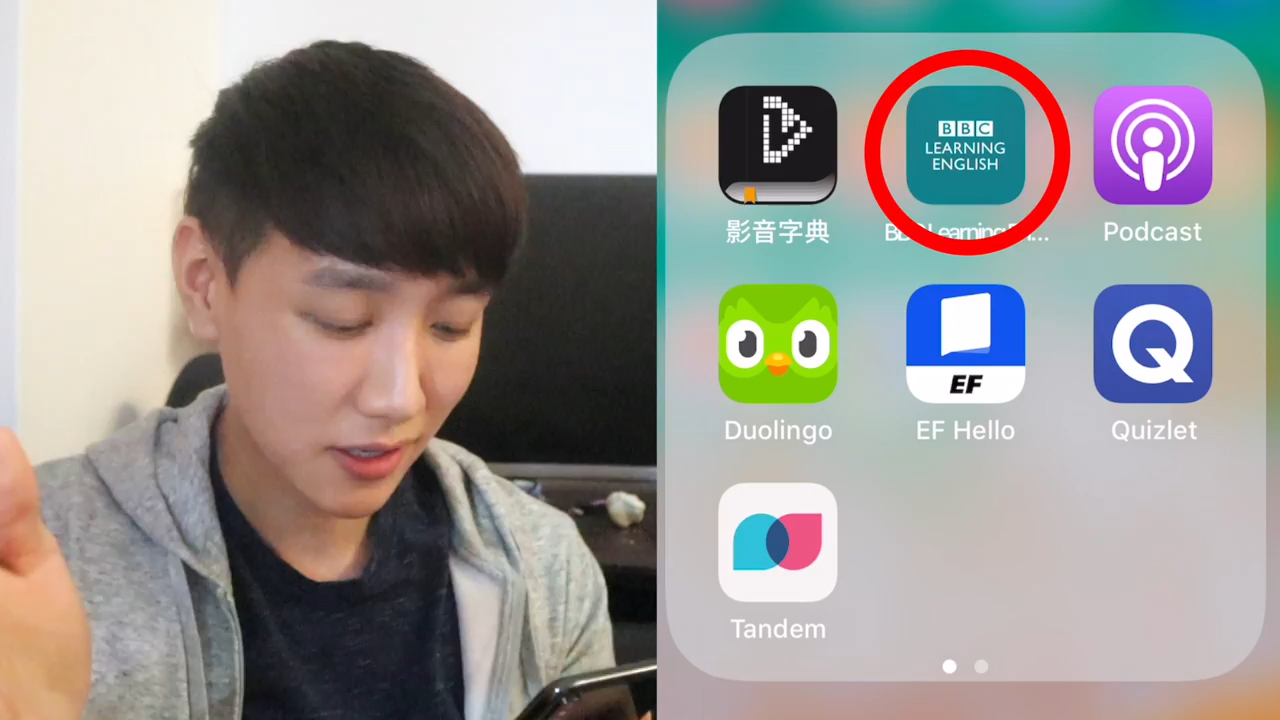 BBC
LEARNING
ENGLISH
影音字典
Podcast
EF
Duolingo
EF Hello
Quizlet
Tandem